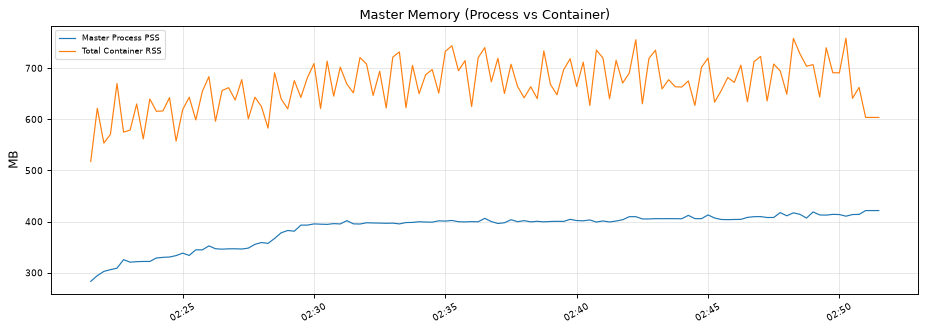 Master Memory (Process vs Container)
Master Process PSS
Total Container RSS
MB
700
600
500
400
300
02:25
02:30
02:35
02:40
02:45
02:50